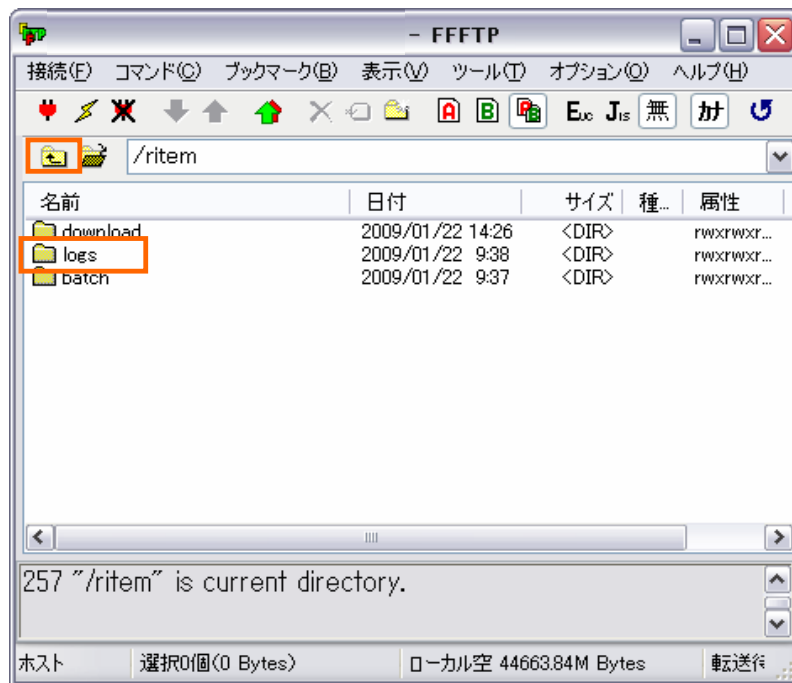 - FFFTP
接続(F) コマンド(C) ブックマーク(B) 表示(V) ツール(T) オプション(O) ヘルプ(H)
A B Euc Jis 無 ｶﾅ
/ritem
名前 日付 サイズ 種... 属性
download 2009/01/22 14:26 <DIR> rwxrwxr...
logs 2009/01/22 9:38 <DIR> rwxrwxr...
batch 2009/01/22 9:37 <DIR> rwxrwxr...
257 "/ritem" is current directory.
ホスト 選択0個(0 Bytes) ローカル空 44663.84M Bytes 転送待